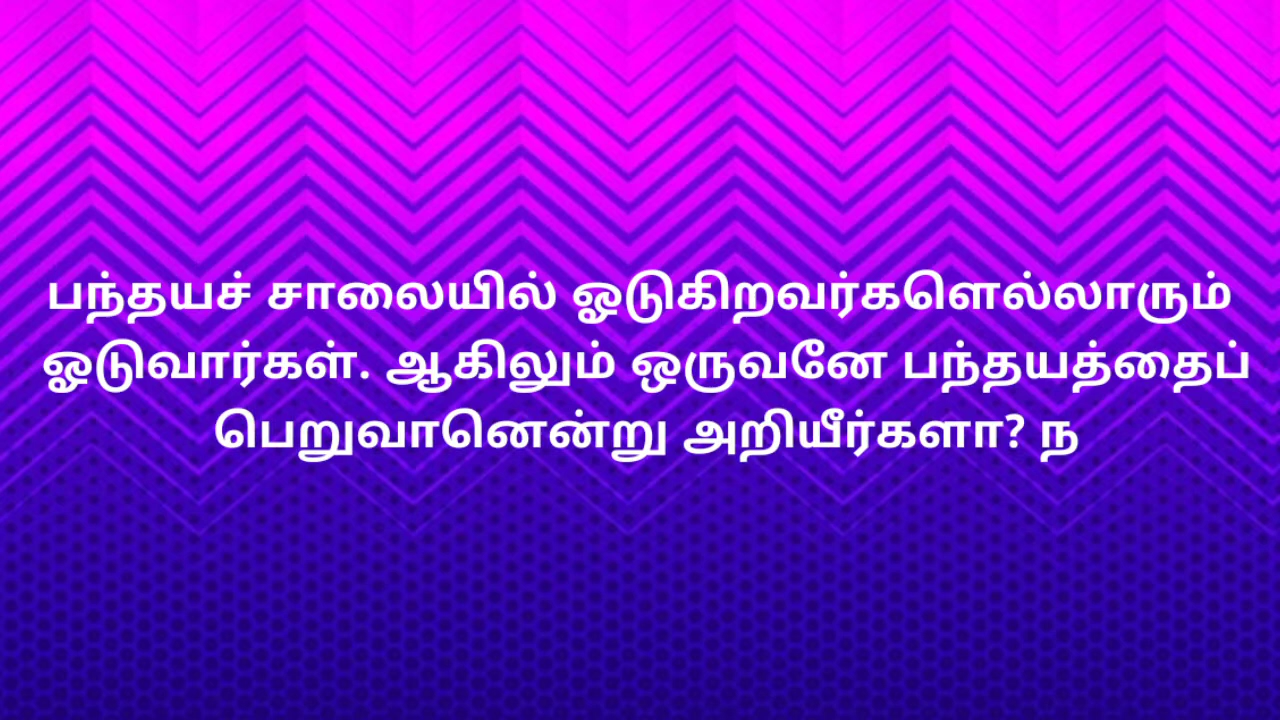 பந்தயச் சாலையில் ஓடுகிறவர்களெல்லாரும்
ஓடுவார்கள். ஆகிலும் ஒருவனே பந்தயத்தைப்
பெறுவானென்று அறியீர்களா? ந